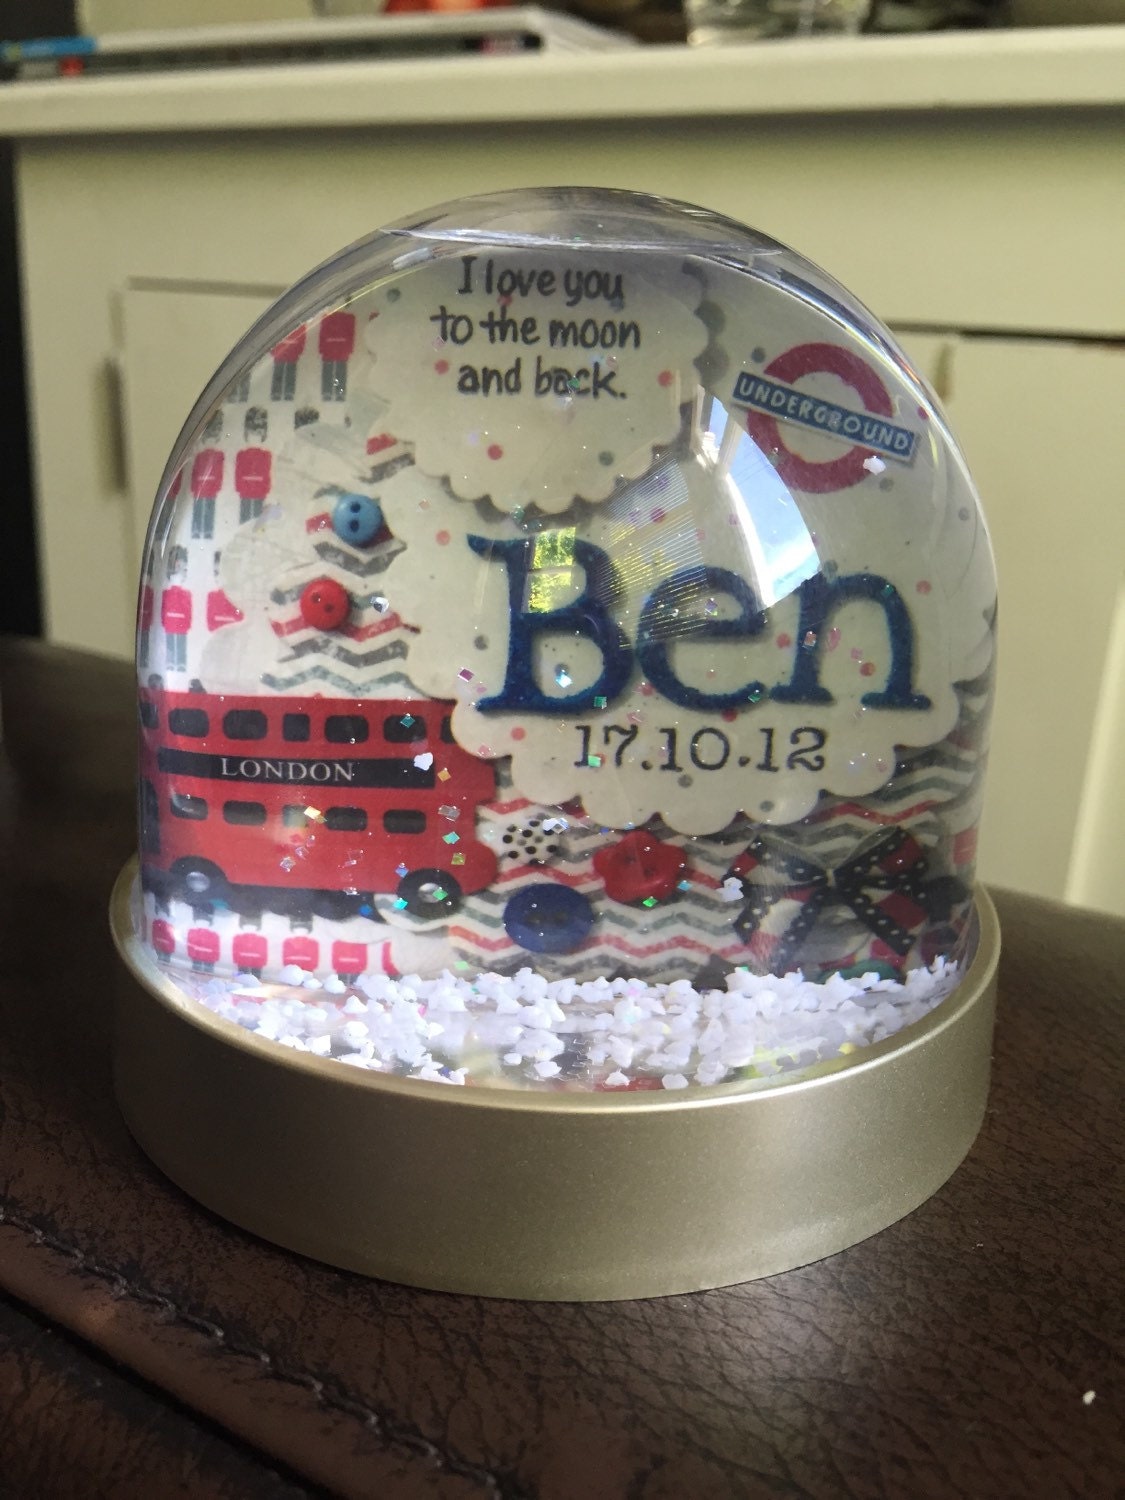 I love you
to the moon
and back.
UNDERGROUND
Ben
17.10.12
LONDON